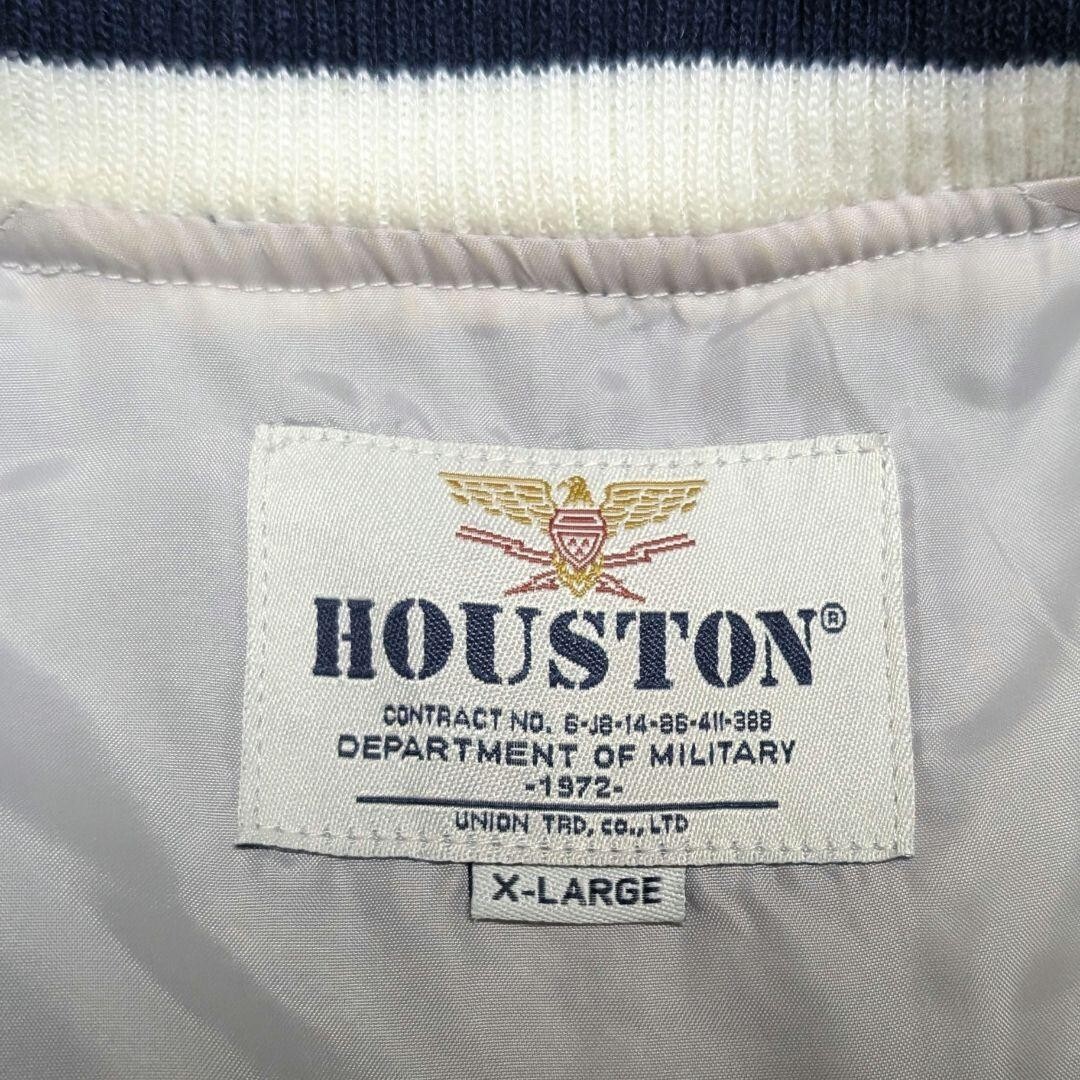 HOUSTON®
CONTRACT NO. 6-J8-14-86-411-388
DEPARTMENT OF MILITARY
-1972-
UNION TRD, CO., LTD
X-LARGE